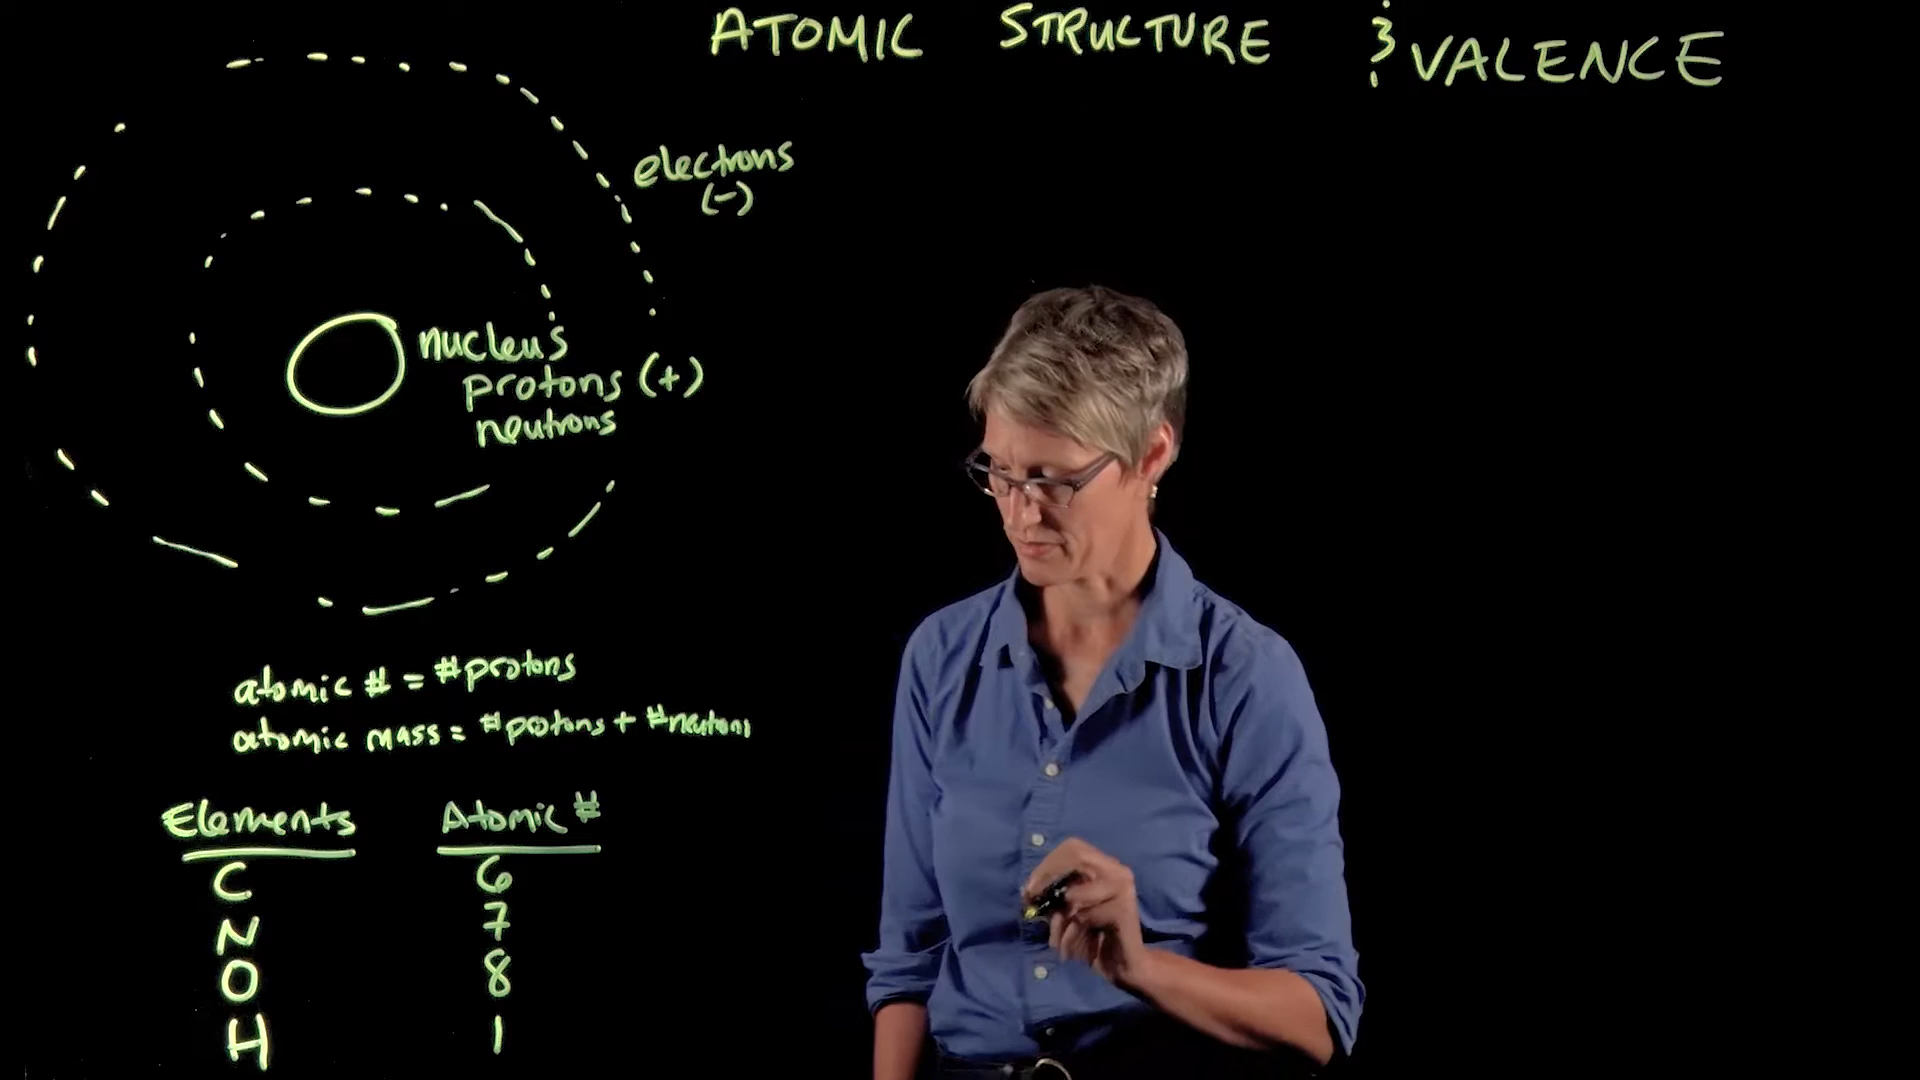 ATOMIC STRUCTURE & VALENCE
electrons
(-)
nucleus
protons (+)
neutrons
atomic # = # protons
atomic mass = # protons + # neutrons
Elements Atomic #
C 6
N 7
O 8
H 1